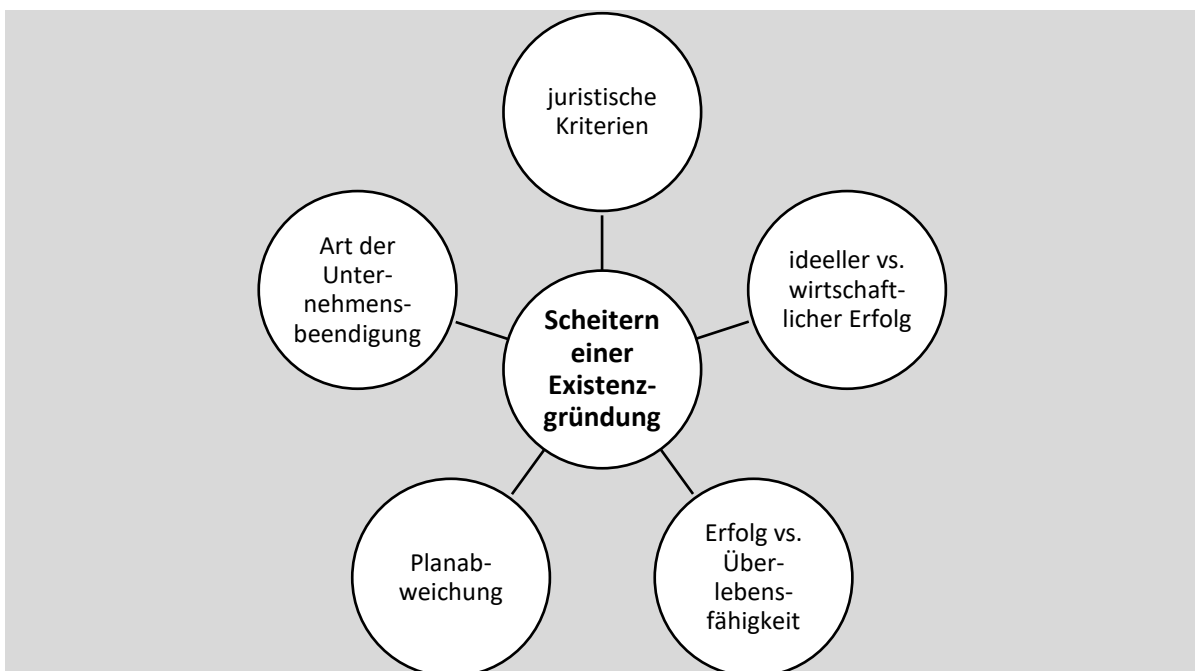 juristische
Kriterien
Art der
Unter-
nehmens-
beendigung
ideeller vs.
wirtschaft-
licher Erfolg
Scheitern
einer
Existenz-
gründung
Planab-
weichung
Erfolg vs.
Über-
lebens-
fähigkeit